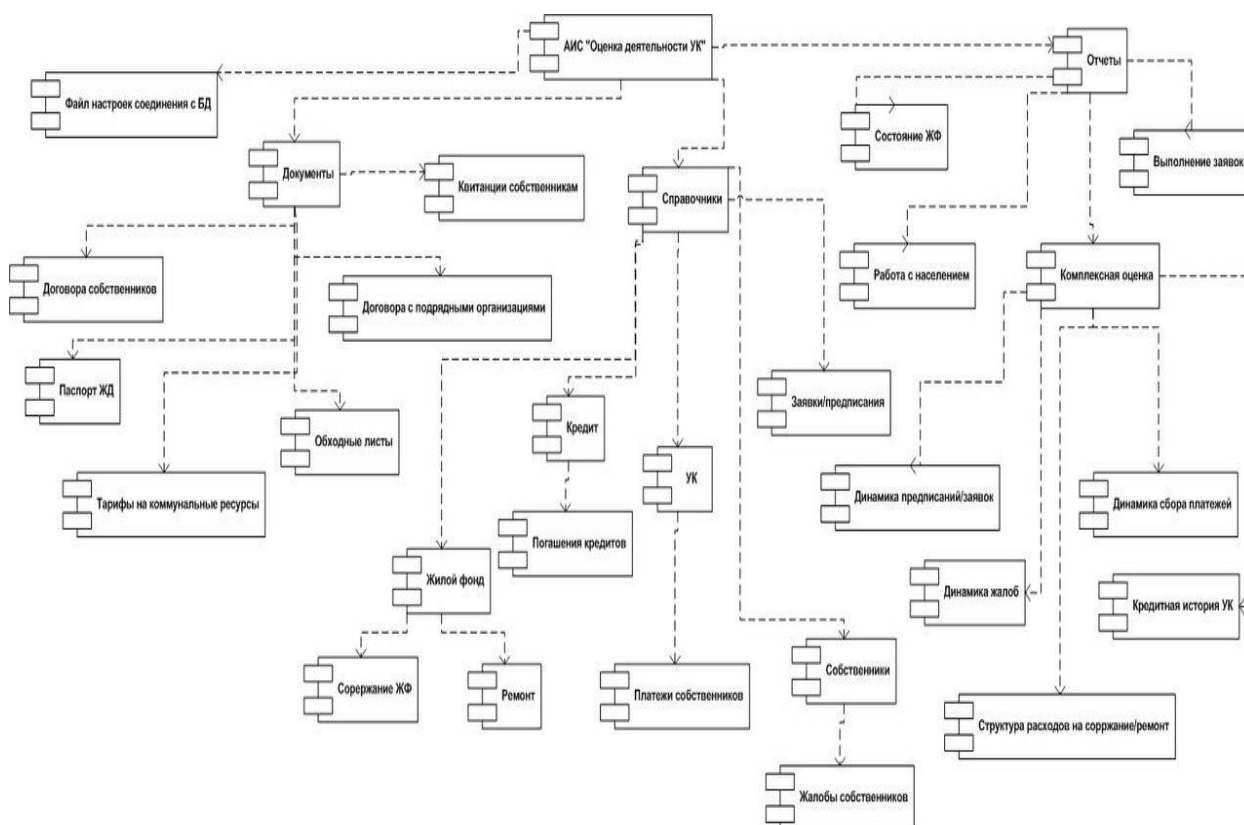 АИС "Оценка деятельности УК"
Отчеты
Файл настроек соединения с БД
Состояние ЖФ
Выполнение заявок
Документы
Квитанции собственникам
Справочники
Договора собственников
Договора с подрядными организациями
Работа с населением
Комплексная оценка
Паспорт ЖД
Обходные листы
Кредит
Заявки/предписания
Тарифы на коммунальные ресурсы
УК
Динамика предписаний/заявок
Динамика сбора платежей
Погашения кредитов
Жилой фонд
Динамика жалоб
Кредитная история УК
Сорержание ЖФ
Ремонт
Платежи собственников
Собственники
Структура расходов на сорржание/ремонт
Жалобы собственников